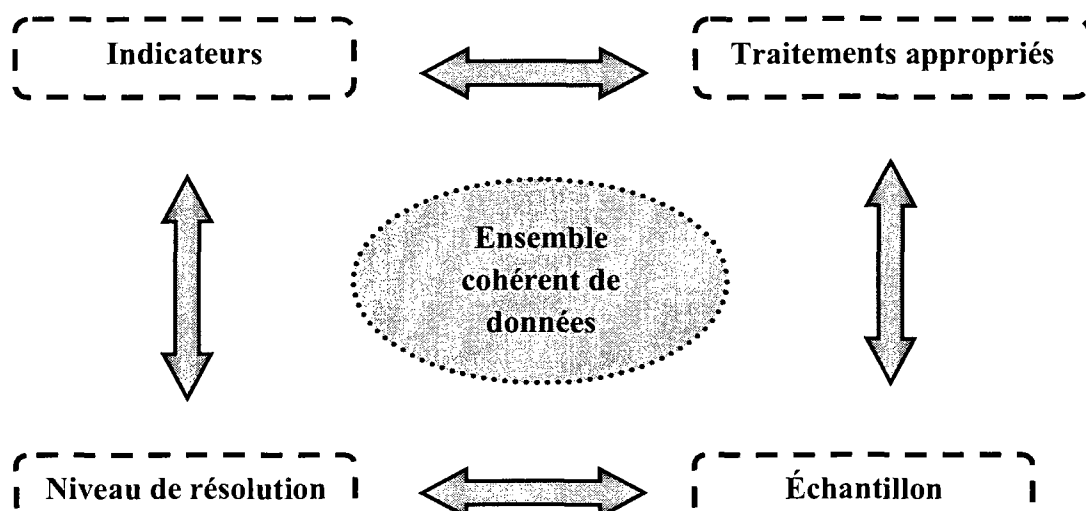 Indicateurs
Traitements appropriés
Ensemble
cohérent de
données
Niveau de résolution
Échantillon